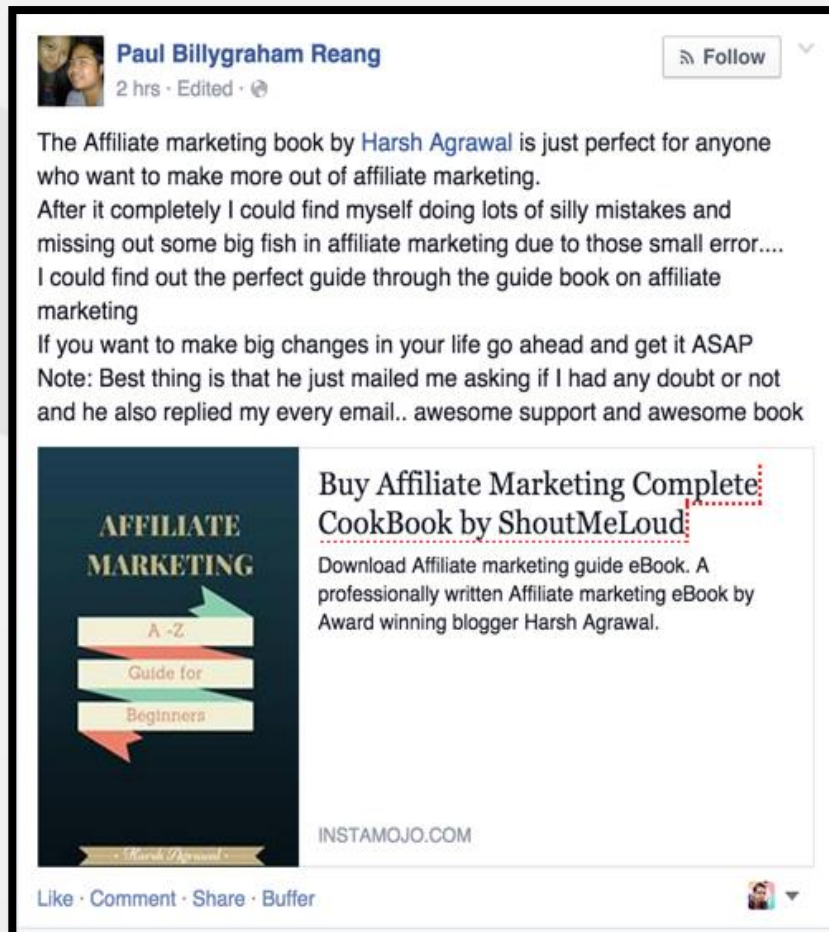 Paul Billygraham Reang
Follow
2 hrs · Edited ·
The Affiliate marketing book by Harsh Agrawal is just perfect for anyone
who want to make more out of affiliate marketing.
After it completely I could find myself doing lots of silly mistakes and
missing out some big fish in affiliate marketing due to those small error....
I could find out the perfect guide through the guide book on affiliate
marketing
If you want to make big changes in your life go ahead and get it ASAP
Note: Best thing is that he just mailed me asking if I had any doubt or not
and he also replied my every email.. awesome support and awesome book
AFFILIATE
MARKETING
A -Z
Guide for
Beginners
· Harsh Agrawal ·
Buy Affiliate Marketing Complete
CookBook by ShoutMeLoud
Download Affiliate marketing guide eBook. A
professionally written Affiliate marketing eBook by
Award winning blogger Harsh Agrawal.
INSTAMOJO.COM
Like · Comment · Share · Buffer